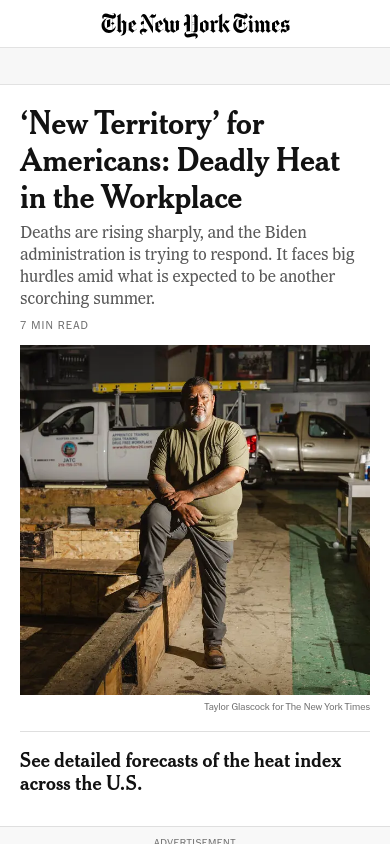 The New York Times
‘New Territory’ for
Americans: Deadly Heat
in the Workplace
Deaths are rising sharply, and the Biden
administration is trying to respond. It faces big
hurdles amid what is expected to be another
scorching summer.
7 MIN READ
JATC
Taylor Glascock for The New York Times
See detailed forecasts of the heat index
across the U.S.
ADVERTISEMENT